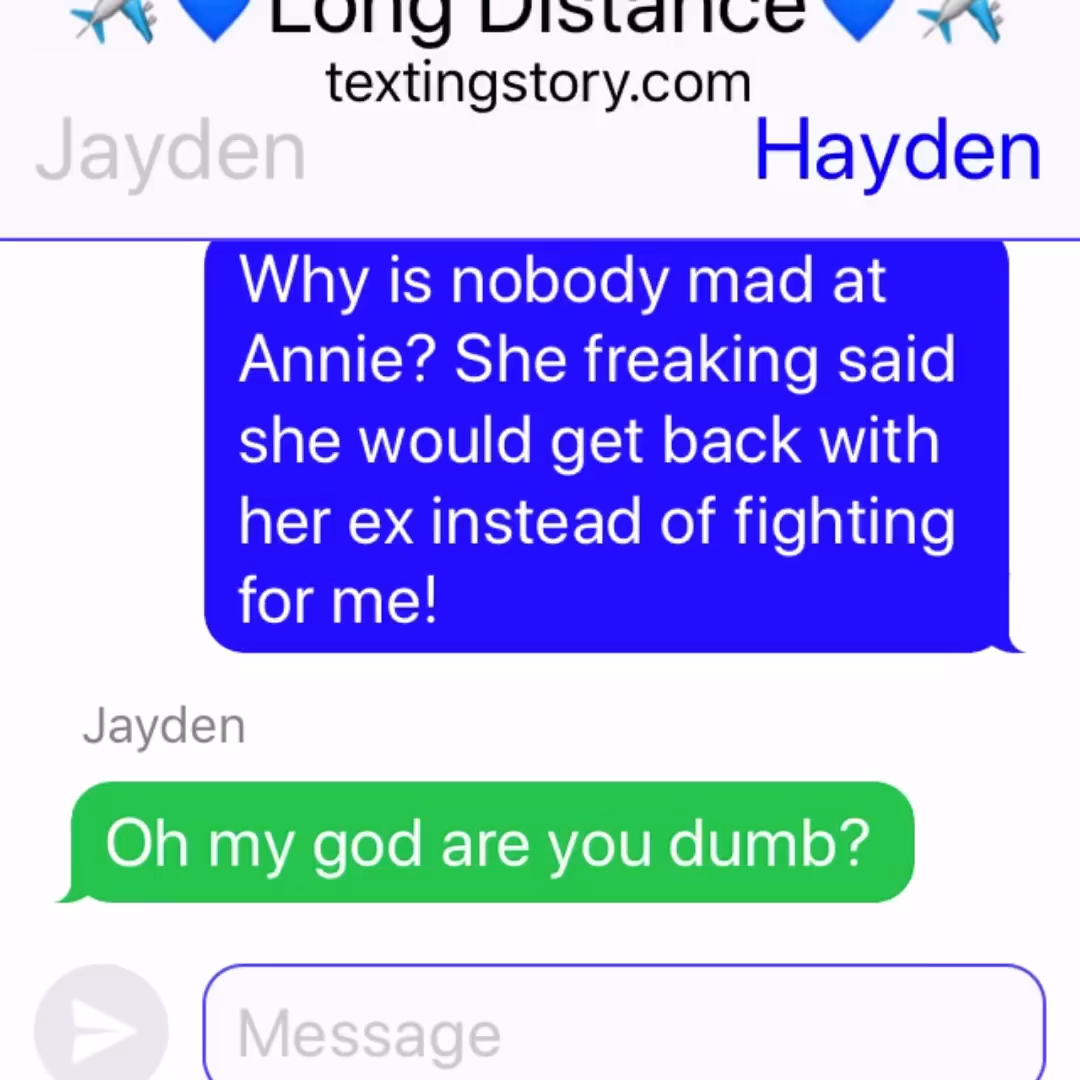 Long Distance
textingstory.com
Jayden
Hayden
Why is nobody mad at
Annie? She freaking said
she would get back with
her ex instead of fighting
for me!
Jayden
Oh my god are you dumb?
Message